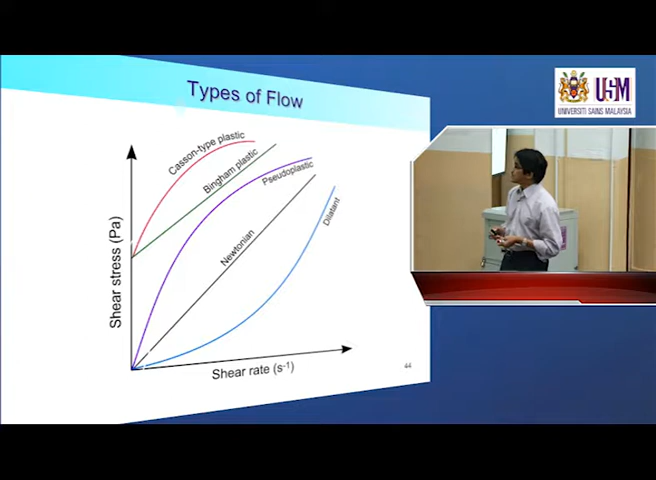 Types of Flow
USM
UNIVERSITI SAINS MALAYSIA
Casson-type plastic
Bingham plastic
Pseudoplastic
Newtonian
Dilatant
Shear stress (Pa)
Shear rate (s-1)
44